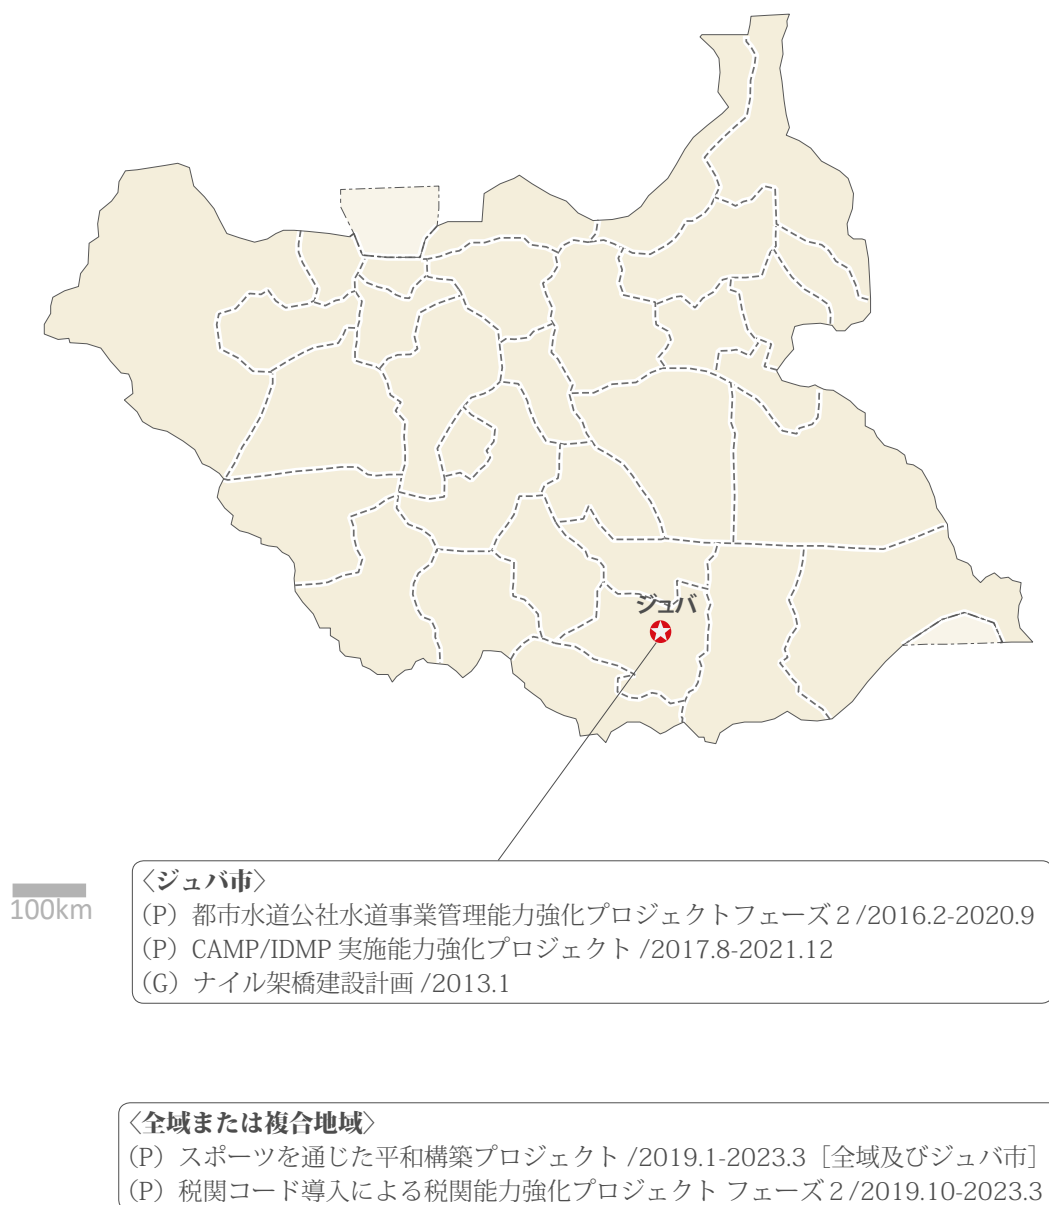 ジュバ
100km
〈ジュバ市〉
(P) 都市水道公社水道事業管理能力強化プロジェクトフェーズ2/2016.2-2020.9
(P) CAMP/IDMP 実施能力強化プロジェクト /2017.8-2021.12
(G) ナイル架橋建設計画 /2013.1
〈全域または複合地域〉
(P) スポーツを通じた平和構築プロジェクト /2019.1-2023.3［全域及びジュバ市］
(P) 税関コード導入による税関能力強化プロジェクト フェーズ2/2019.10-2023.3